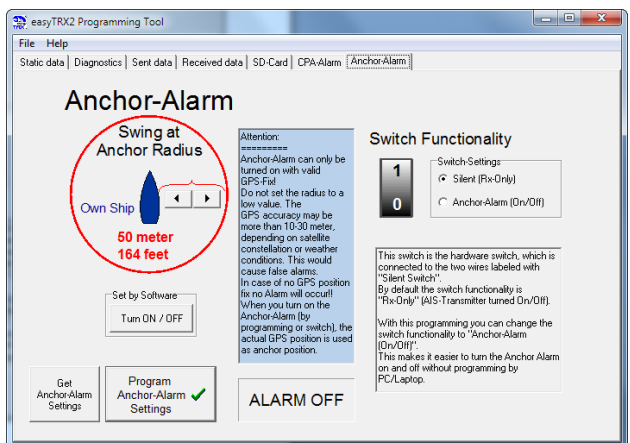 easyTRX2 Programming Tool
File Help
Static data Diagnostics Sent data Received data SD-Card CPA-Alarm Anchor-Alarm
Anchor-Alarm
Swing at
Anchor Radius
Own Ship
50 meter
164 feet
Set by Software
Turn ON / OFF
Get
Anchor-Alarm
Settings
Program
Anchor-Alarm
Settings
Attention:
=========
Anchor-Alarm can only be
turned on with valid
GPS-Fix!
Do not set the radius to a
low value. The
GPS accuracy may be
more than 10-30 meter,
depending on satellite
constellation or weather
conditions. This would
cause false alarms.
In case of no GPS position
fix no Alarm will occur!!
When you turn on the
Anchor-Alarm (by
programming or switch), the
actual GPS position is used
as anchor position.
ALARM OFF
Switch Functionality
1
0
Switch-Settings
Silent (Rx-Only)
Anchor-Alarm (On/Off)
This switch is the hardware switch, which is
connected to the two wires labeled with
"Silent Switch".
By default the switch functionality is
"Rx-Only" (AIS-Transmitter turned On/Off).
With this programming you can change the
switch functionality to "Anchor-Alarm
(On/Off)".
This makes it easier to turn the Anchor Alarm
on and off without programming by
PC/Laptop.